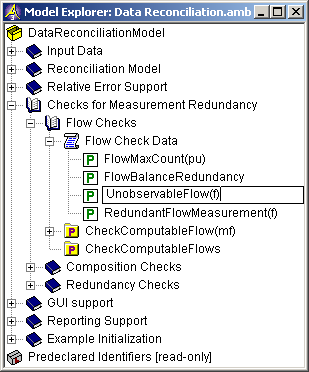 Model Explorer: Data Reconciliation.amb
DataReconciliationModel
Input Data
Reconciliation Model
Relative Error Support
Checks for Measurement Redundancy
Flow Checks
Flow Check Data
P FlowMaxCount(pu)
P FlowBalanceRedundancy
P UnobservableFlow(f)
P RedundantFlowMeasurement(f)
P CheckComputableFlow(mf)
P CheckComputableFlows
Composition Checks
Redundancy Checks
GUI support
Reporting Support
Example Initialization
Predeclared Identifiers [read-only]